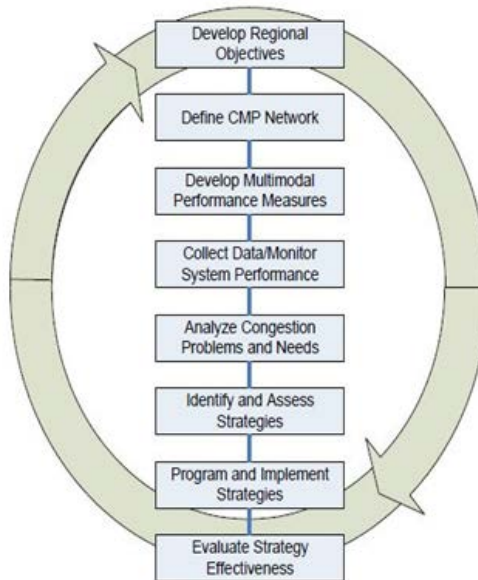 Develop Regional
Objectives
Define CMP Network
Develop Multimodal
Performance Measures
Collect Data/Monitor
System Performance
Analyze Congestion
Problems and Needs
Identify and Assess
Strategies
Program and Implement
Strategies
Evaluate Strategy
Effectiveness